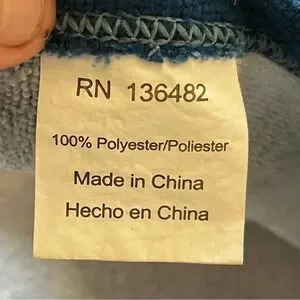 RN 136482
100% Polyester/Poliester
Made in China
Hecho en China